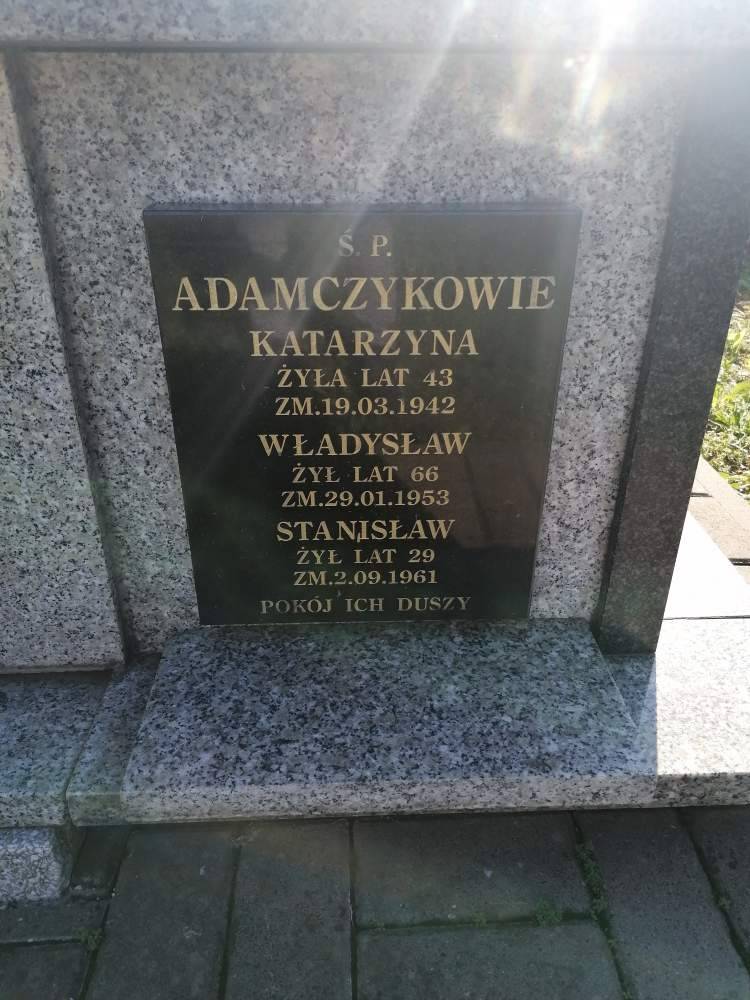 Ś. P.
ADAMCZYKOWIE
KATARZYNA
ŻYŁA LAT 43
ZM.19.03.1942
WŁADYSŁAW
ŻYŁ LAT 66
ZM.29.01.1953
STANISŁAW
ŻYŁ LAT 29
ZM.2.09.1961
POKÓJ ICH DUSZY